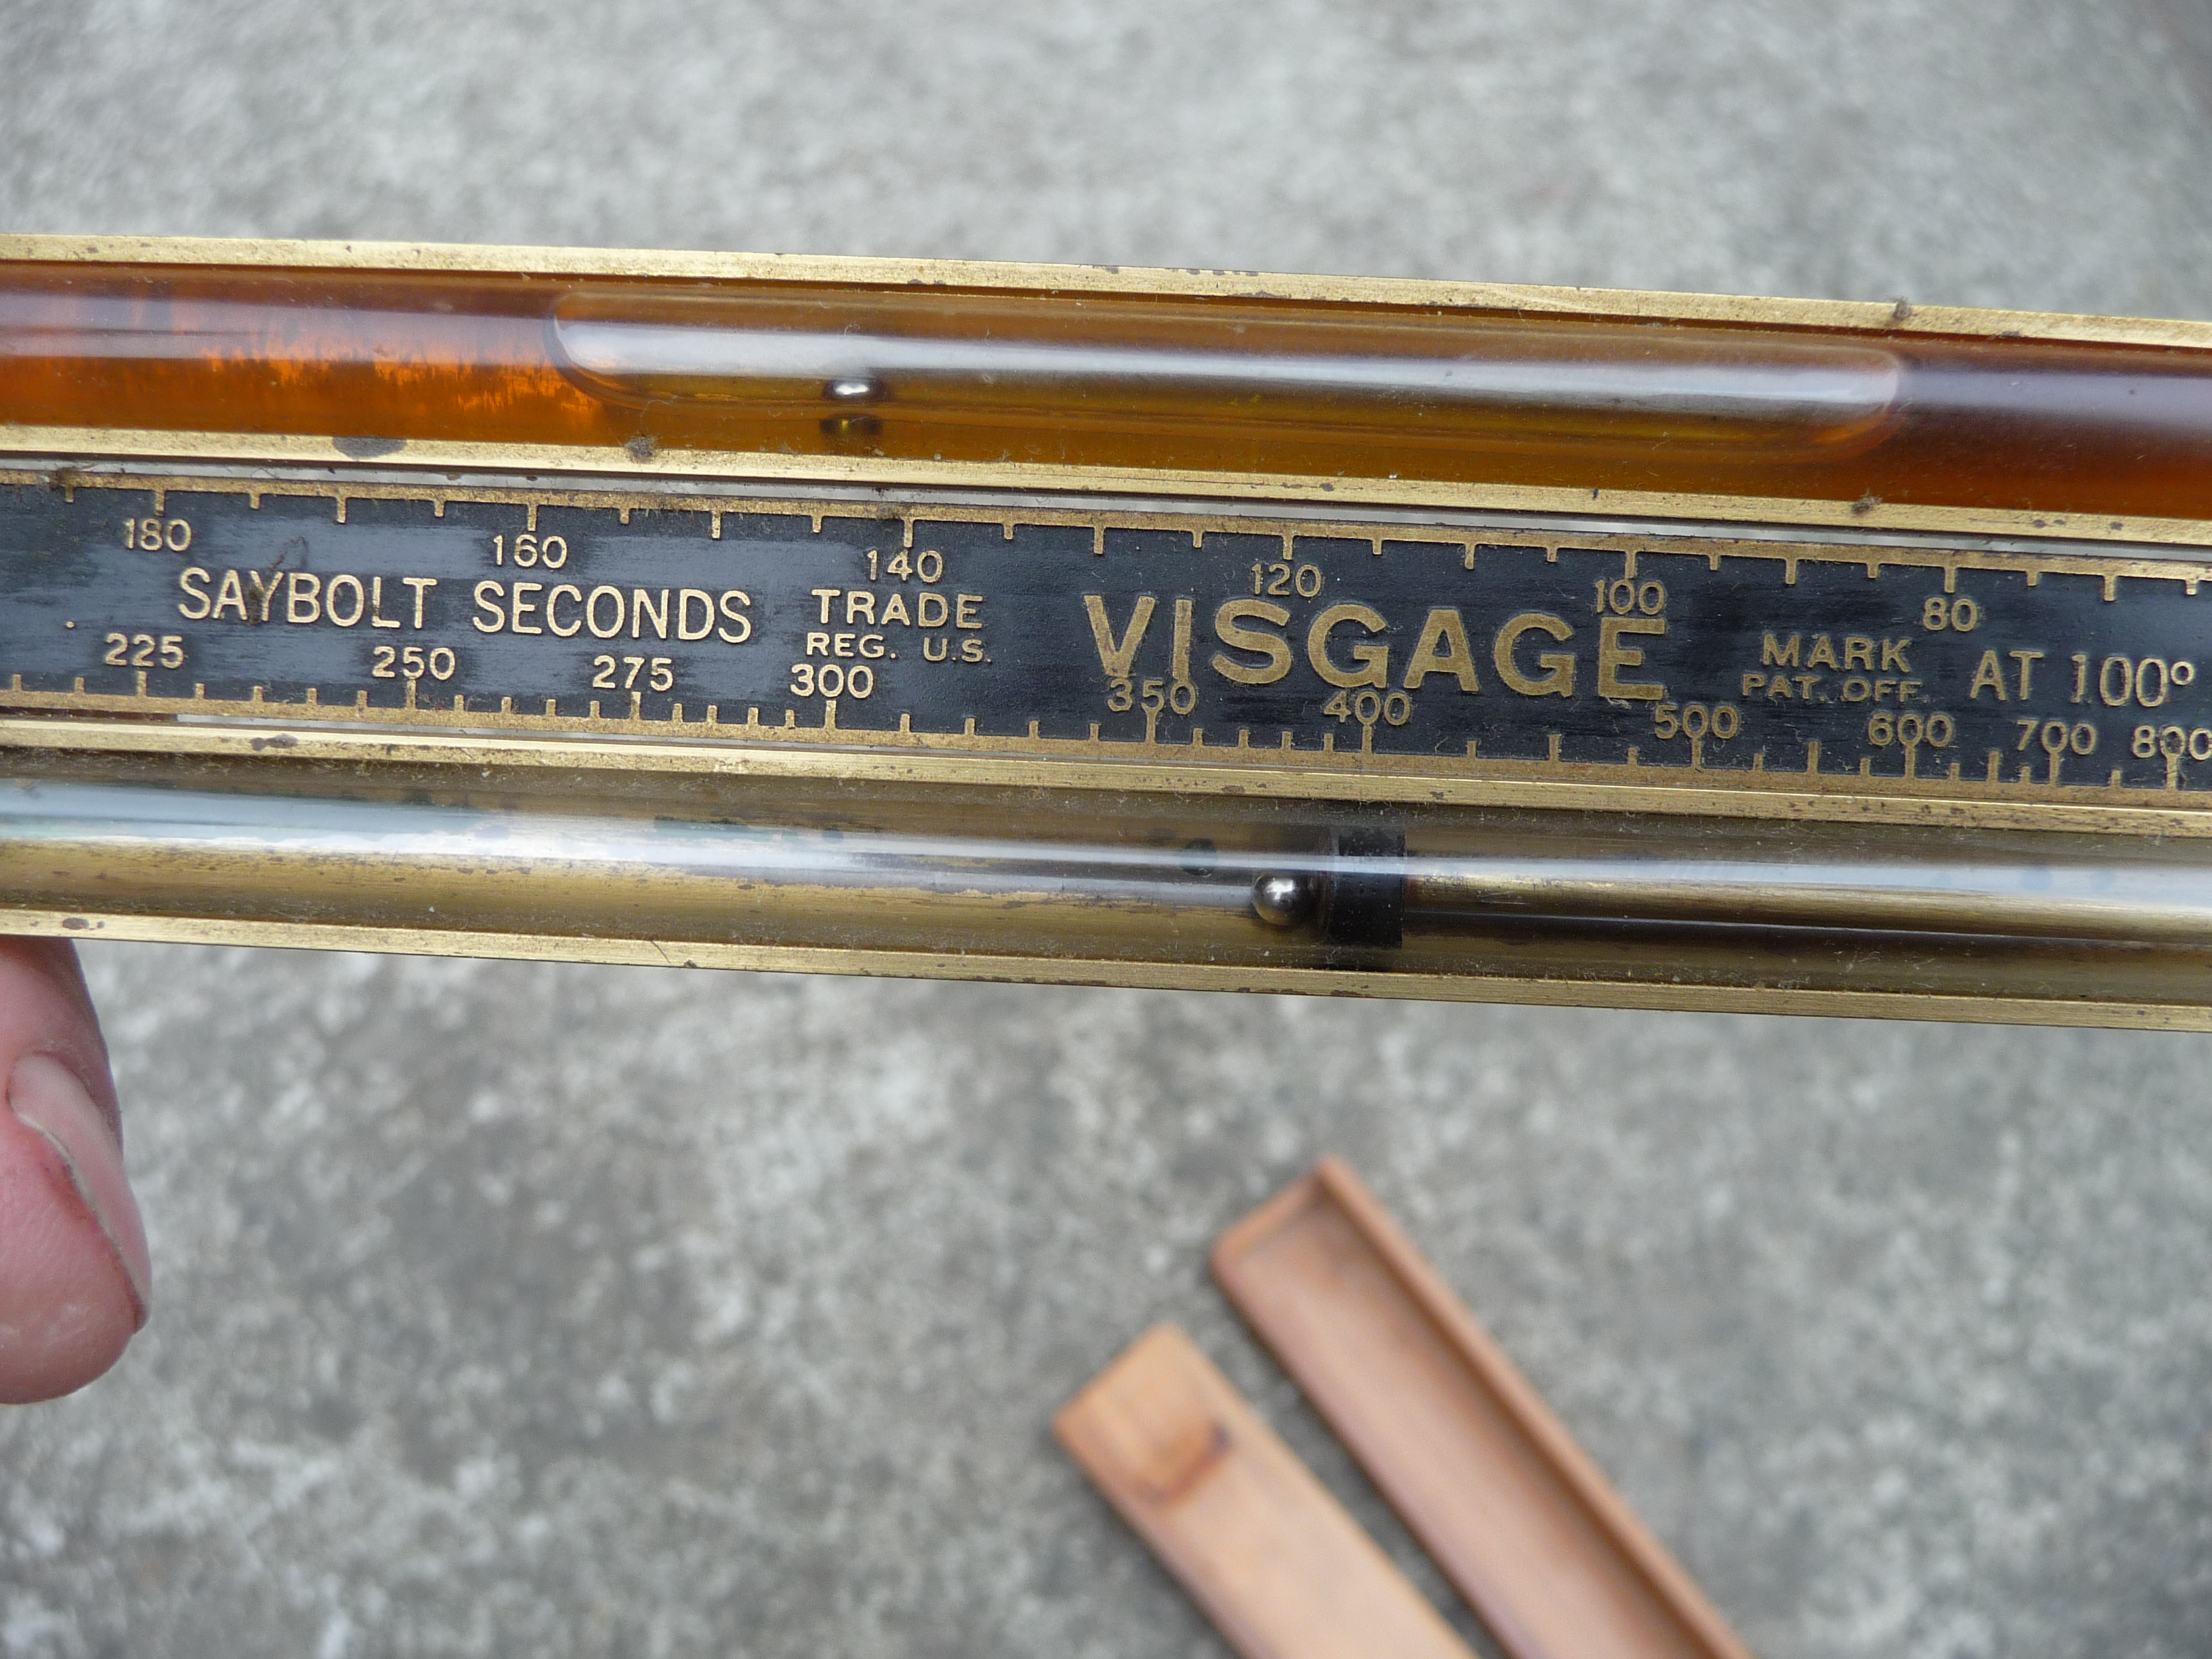 180 160 140 120 100 80
SAYBOLT SECONDS TRADE VISGAGE MARK AT 100°
REG. U.S. PAT. OFF.
225 250 275 300 350 400 500 600 700 800